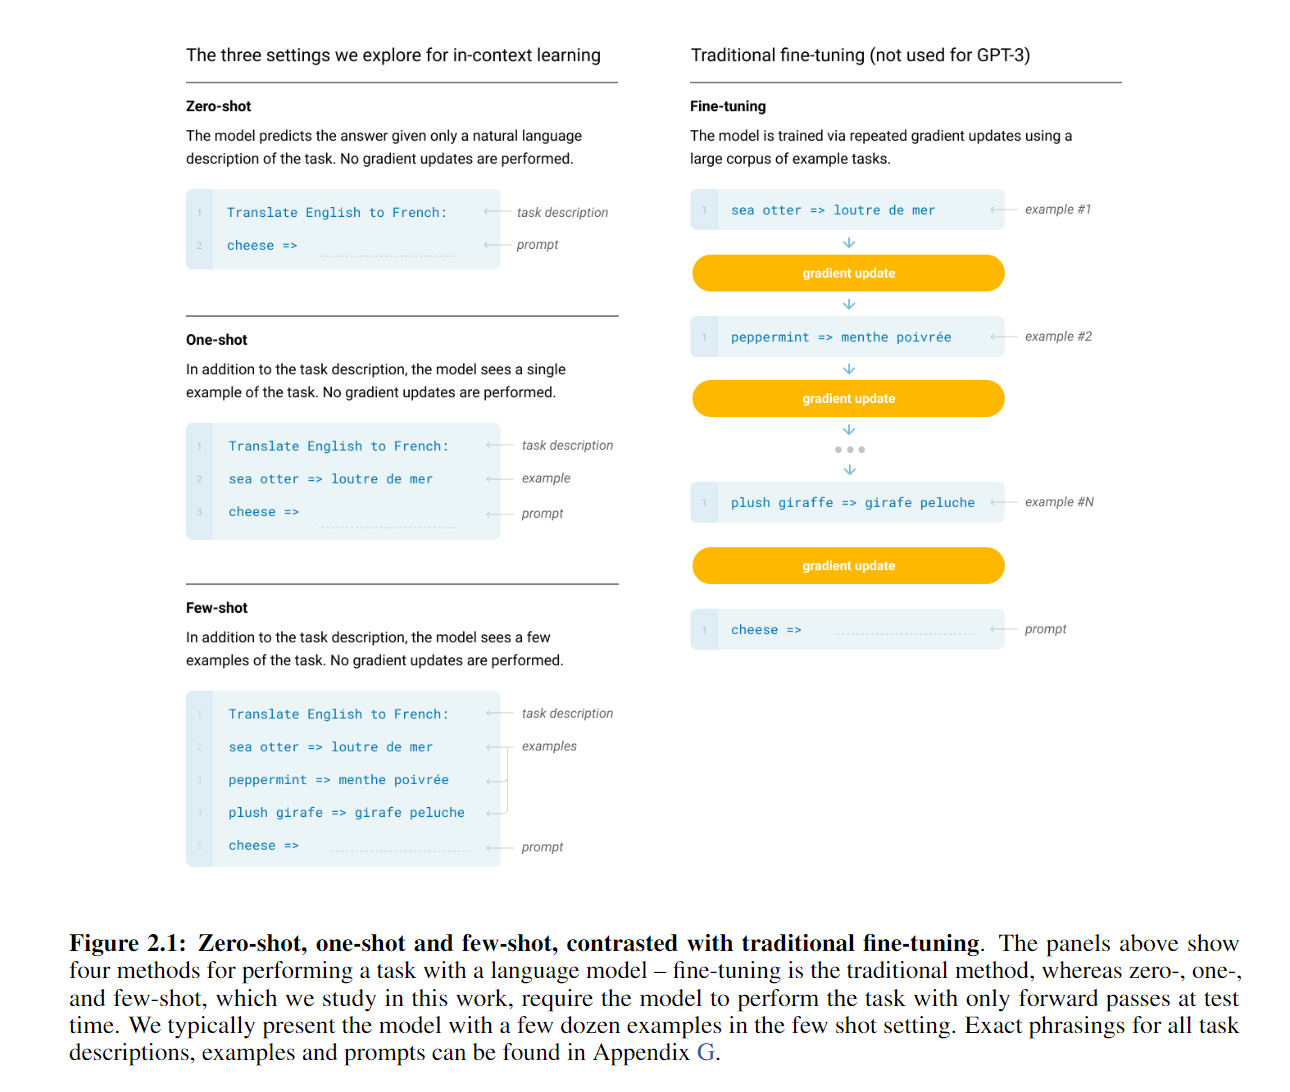 The three settings we explore for in-context learning
Zero-shot
The model predicts the answer given only a natural language
description of the task. No gradient updates are performed.
1 Translate English to French: task description
2 cheese => prompt
One-shot
In addition to the task description, the model sees a single
example of the task. No gradient updates are performed.
1 Translate English to French: task description
2 sea otter => loutre de mer example
3 cheese => prompt
Few-shot
In addition to the task description, the model sees a few
examples of the task. No gradient updates are performed.
1 Translate English to French: task description
2 sea otter => loutre de mer examples
3 peppermint => menthe poivrée
4 plush girafe => girafe peluche
5 cheese => prompt
Traditional fine-tuning (not used for GPT-3)
Fine-tuning
The model is trained via repeated gradient updates using a
large corpus of example tasks.
1 sea otter => loutre de mer example #1
gradient update
1 peppermint => menthe poivrée example #2
gradient update
1 plush giraffe => girafe peluche example #N
gradient update
1 cheese => prompt
Figure 2.1: Zero-shot, one-shot and few-shot, contrasted with traditional fine-tuning. The panels above show
four methods for performing a task with a language model – fine-tuning is the traditional method, whereas zero-, one-,
and few-shot, which we study in this work, require the model to perform the task with only forward passes at test
time. We typically present the model with a few dozen examples in the few shot setting. Exact phrasings for all task
descriptions, examples and prompts can be found in Appendix G.